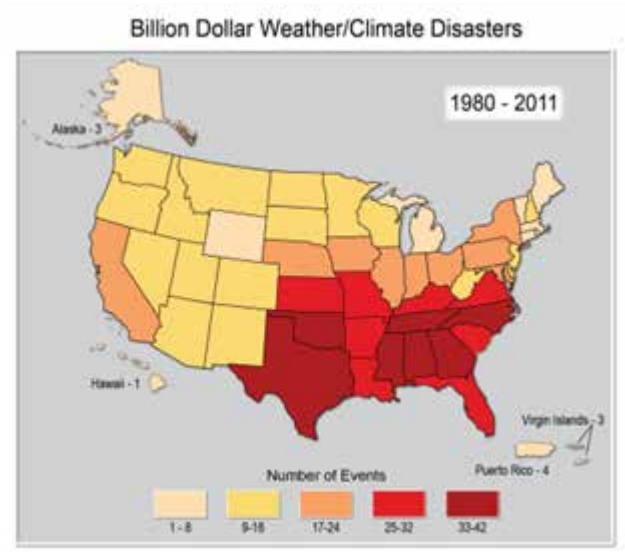 Billion Dollar Weather/Climate Disasters
1980 - 2011
Alaska - 3
Hawaii - 1
Virgin Islands - 3
Puerto Rico - 4
Number of Events
1 - 8
9-16
17-24
25-32
33-42